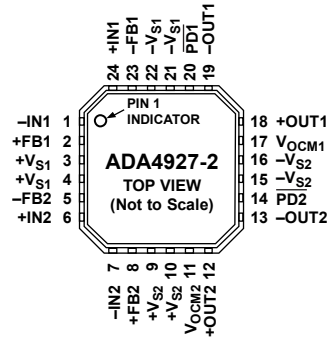 24 +IN1
23 –FB1
22 –VS1
21 –VS1
20 PD1
19 –OUT1
–IN1 1
+FB1 2
+VS1 3
+VS1 4
–FB2 5
+IN2 6
PIN 1
INDICATOR
ADA4927-2
TOP VIEW
(Not to Scale)
18 +OUT1
17 VOCM1
16 –VS2
15 –VS2
14 PD2
13 –OUT2
–IN2 7
+FB2 8
+VS2 9
+VS2 10
VOCM2 11
+OUT2 12